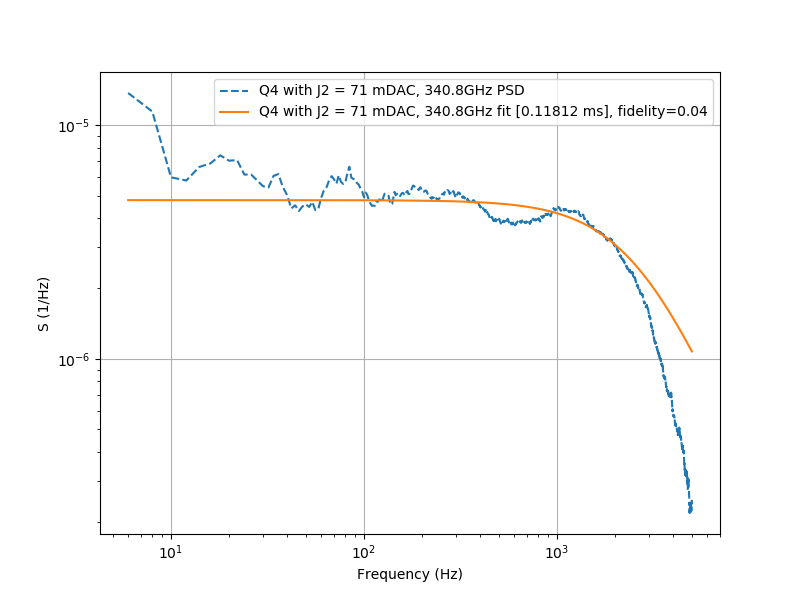 Q4 with J2 = 71 mDAC, 340.8GHz PSD
Q4 with J2 = 71 mDAC, 340.8GHz fit [0.11812 ms], fidelity=0.04
S (1/Hz)
10⁻⁵
10⁻⁶
10¹ 10² 10³
Frequency (Hz)